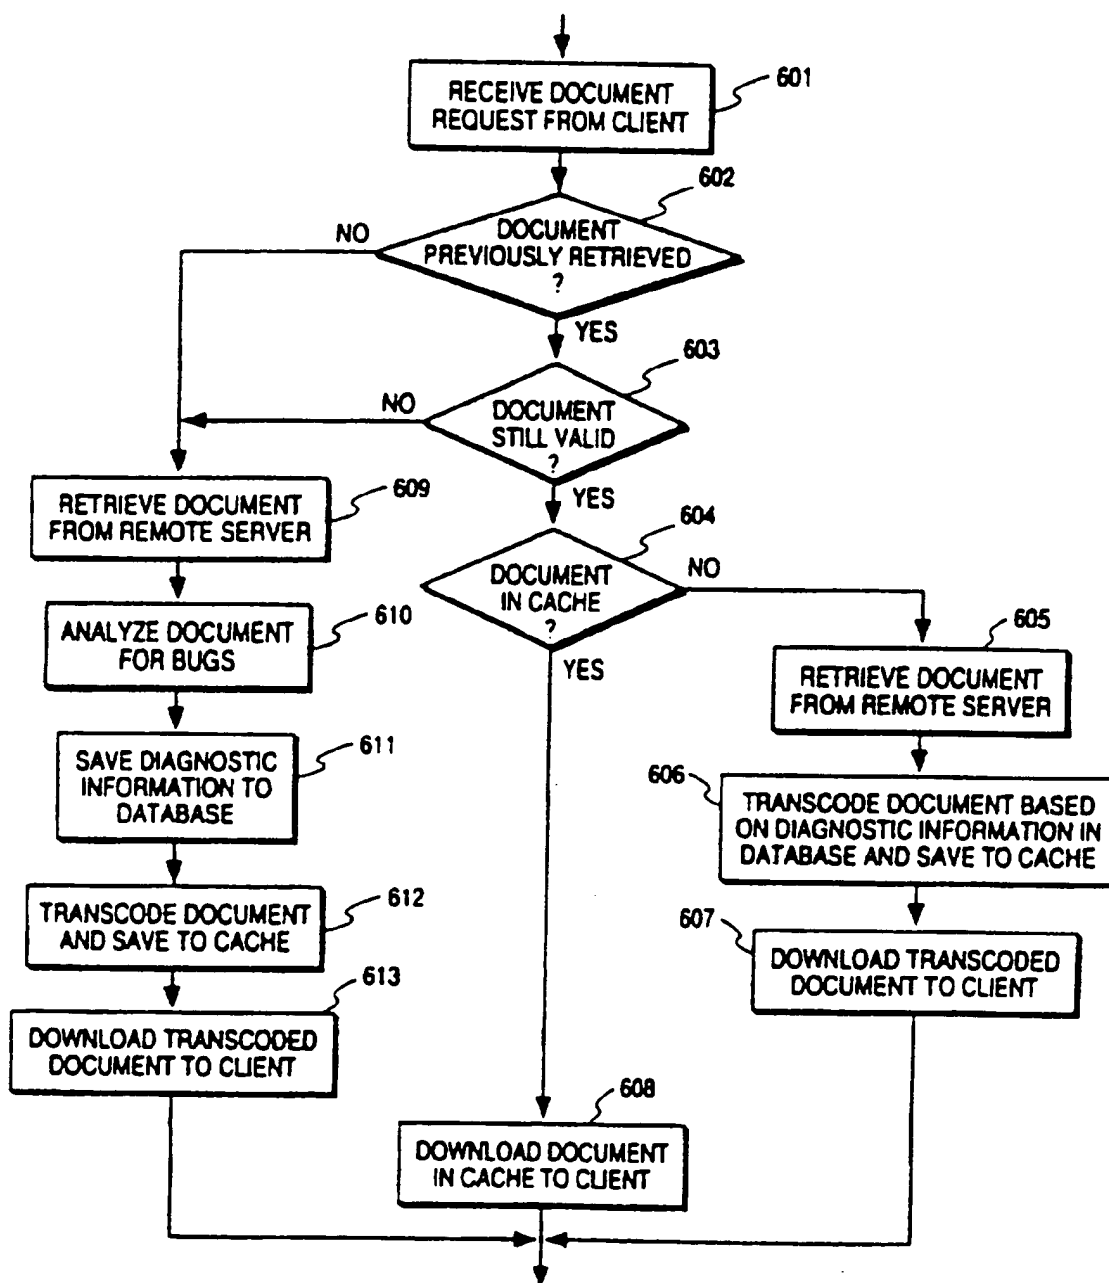 RECEIVE DOCUMENT
REQUEST FROM CLIENT
601
602
DOCUMENT
PREVIOUSLY RETRIEVED
?
NO
YES
603
DOCUMENT
STILL VALID
?
NO
YES
604
DOCUMENT
IN CACHE
?
NO
YES
605
RETRIEVE DOCUMENT
FROM REMOTE SERVER
606
TRANSCODE DOCUMENT BASED
ON DIAGNOSTIC INFORMATION IN
DATABASE AND SAVE TO CACHE
607
DOWNLOAD TRANSCODED
DOCUMENT TO CLIENT
608
DOWNLOAD DOCUMENT
IN CACHE TO CLIENT
609
RETRIEVE DOCUMENT
FROM REMOTE SERVER
610
ANALYZE DOCUMENT
FOR BUGS
611
SAVE DIAGNOSTIC
INFORMATION TO
DATABASE
612
TRANSCODE DOCUMENT
AND SAVE TO CACHE
613
DOWNLOAD TRANSCODED
DOCUMENT TO CLIENT